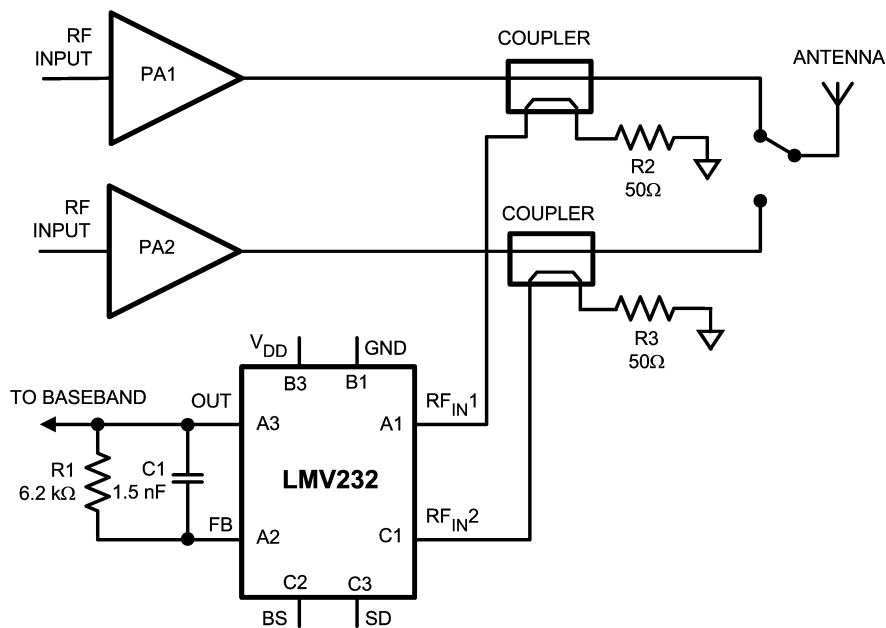 RF
INPUT
PA1
COUPLER
ANTENNA
R2
50Ω
RF
INPUT
PA2
COUPLER
R3
50Ω
VDD
GND
B3
B1
TO BASEBAND
OUT
A3
A1
RFIN1
R1
6.2 kΩ
C1
1.5 nF
LMV232
FB
A2
C1
RFIN2
C2
C3
BS
SD